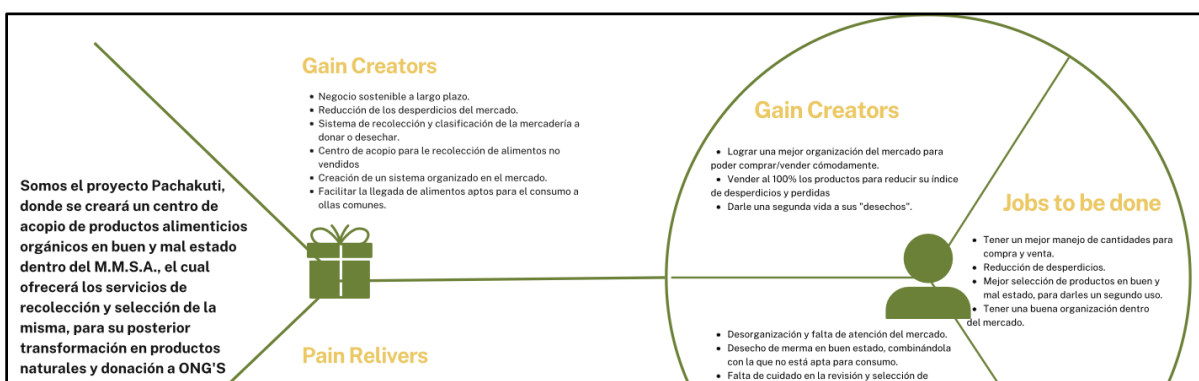 Gain Creators
• Negocio sostenible a largo plazo.
• Reducción de los desperdicios del mercado.
• Sistema de recolección y clasificación de la mercadería a
donar o desechar.
• Centro de acopio para le recolección de alimentos no
vendidos
• Creación de un sistema organizado en el mercado.
• Facilitar la llegada de alimentos aptos para el consumo a
ollas comunes.
Somos el proyecto Pachakuti,
donde se creará un centro de
acopio de productos alimenticios
orgánicos en buen y mal estado
dentro del M.M.S.A., el cual
ofrecerá los servicios de
recolección y selección de la
misma, para su posterior
transformación en productos
naturales y donación a ONG'S
Pain Relivers
Gain Creators
• Lograr una mejor organización del mercado para
poder comprar/vender cómodamente.
• Vender al 100% los productos para reducir su índice
de desperdicios y perdidas
• Darle una segunda vida a sus "desechos".
Jobs to be done
• Tener un mejor manejo de cantidades para
compra y venta.
• Reducción de desperdicios.
• Mejor selección de productos en buen y
mal estado, para darles un segundo uso.
• Tener una buena organización dentro
del mercado.
• Desorganización y falta de atención del mercado.
• Desecho de merma en buen estado, combinándola
con la que no está apta para consumo.
• Falta de cuidado en la revisión y selección de